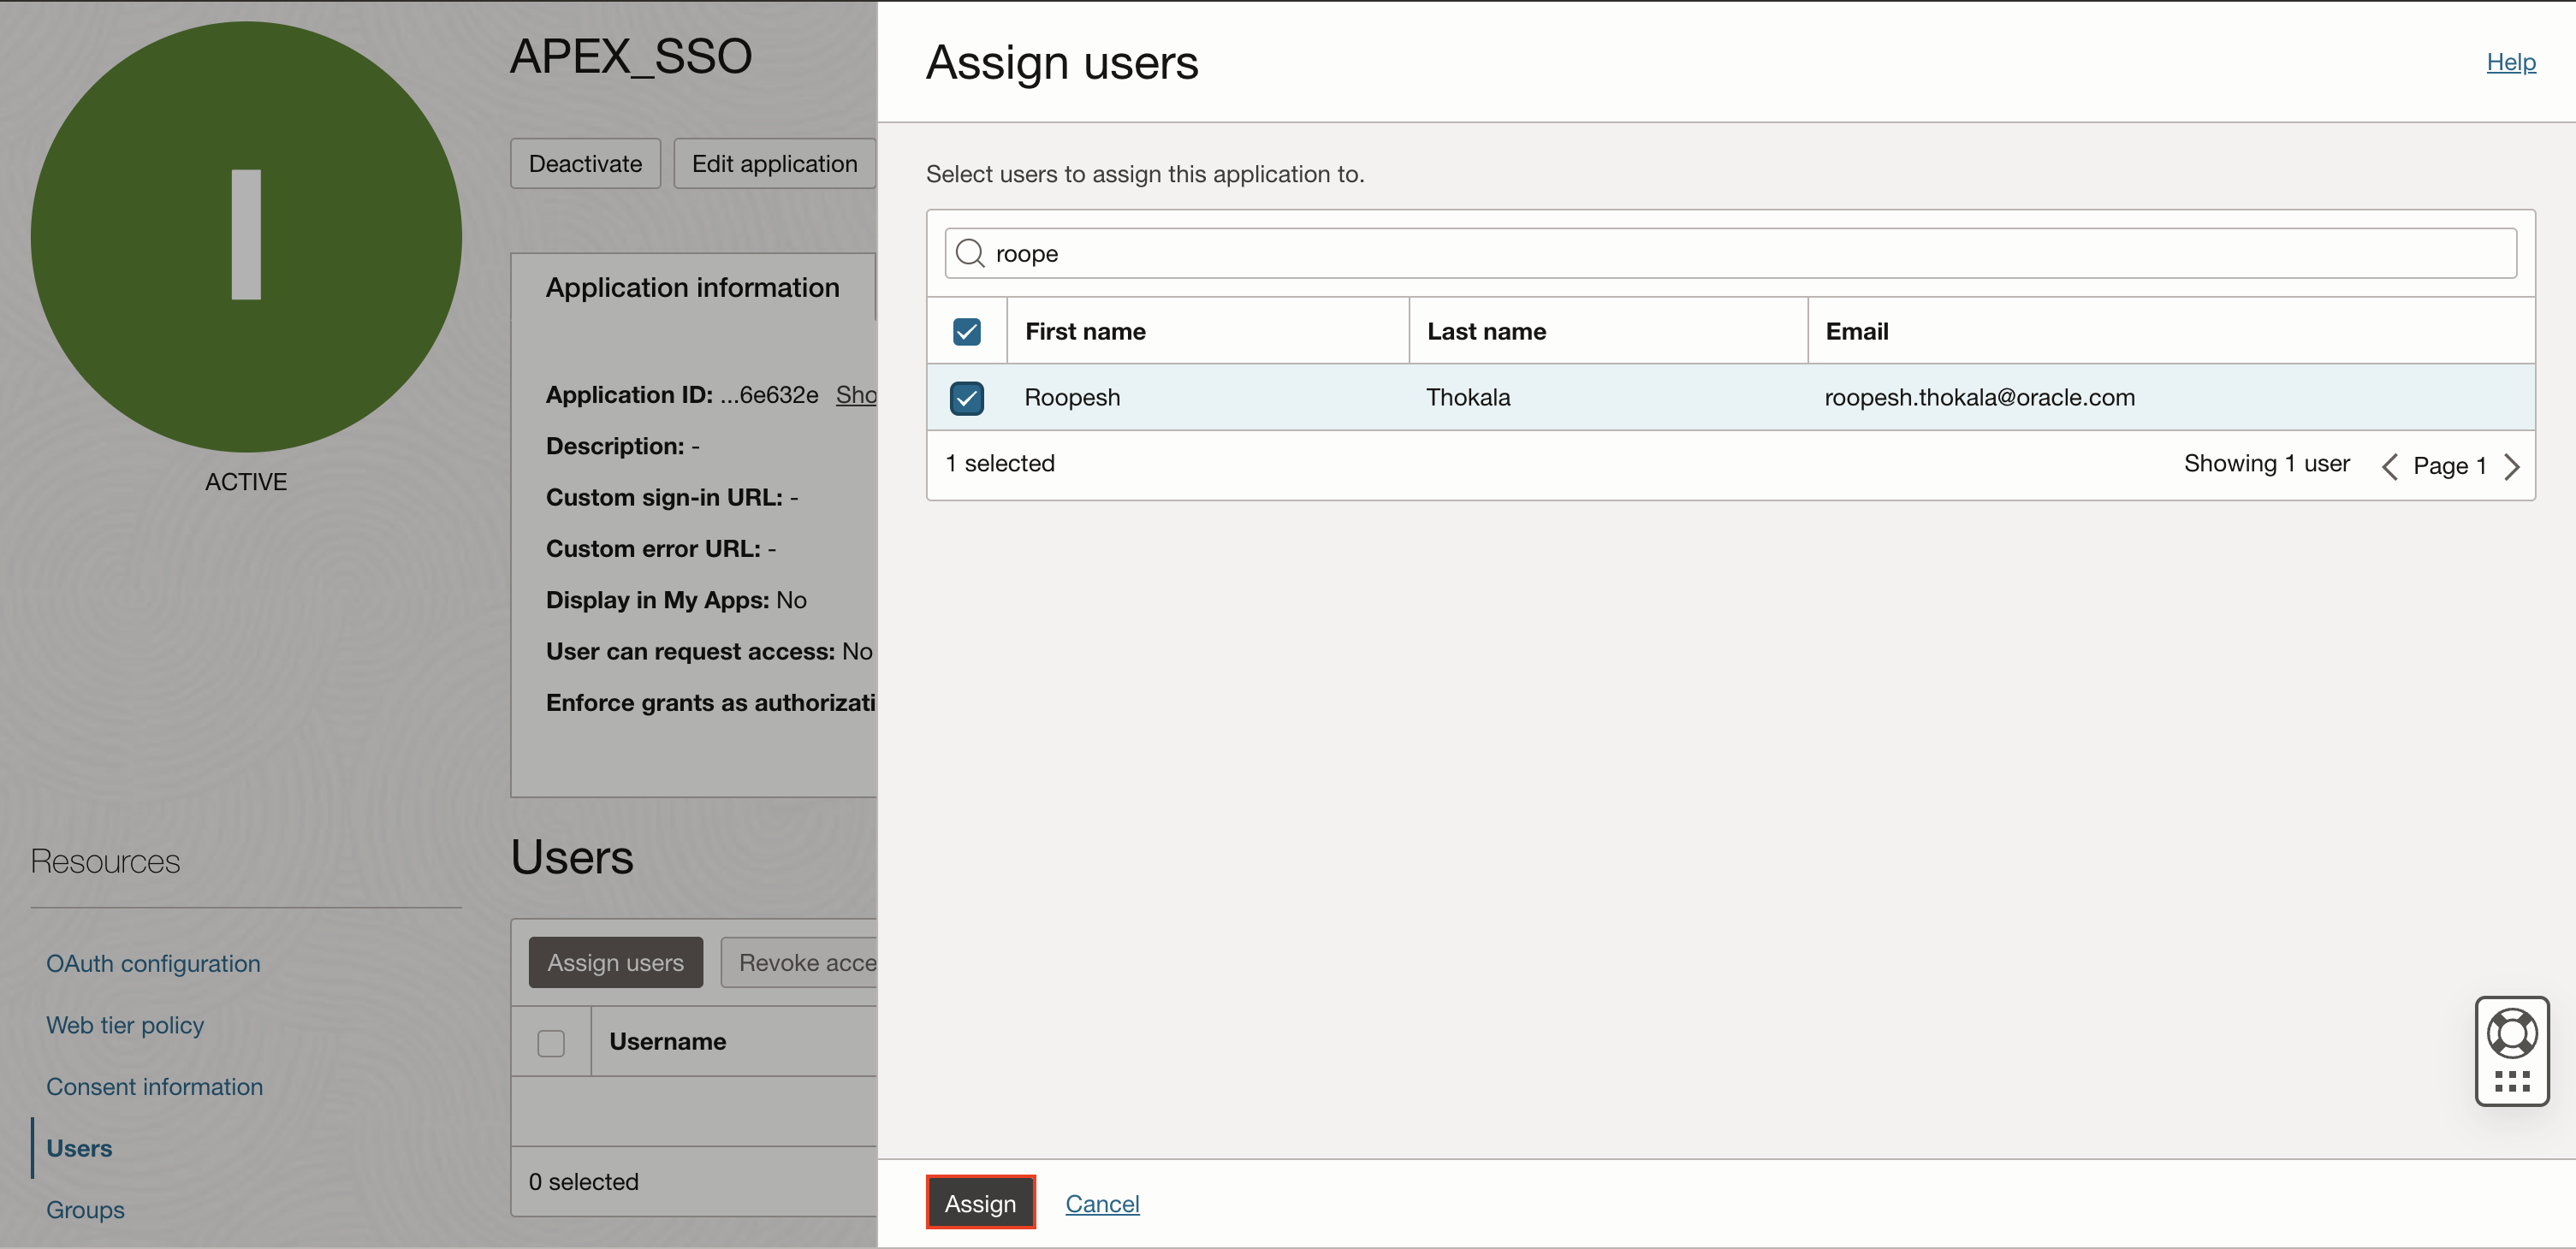 APEX_SSO
Deactivate
Edit application
I
ACTIVE
Application information
Application ID: ...6e632e Sho
Description: -
Custom sign-in URL: -
Custom error URL: -
Display in My Apps: No
User can request access: No
Enforce grants as authorizati
Resources
OAuth configuration
Web tier policy
Consent information
Users
Groups
Users
Assign users
Revoke acce
Username
0 selected
Assign users
Help
Select users to assign this application to.
roope
First name Last name Email
Roopesh Thokala roopesh.thokala@oracle.com
1 selected Showing 1 user Page 1
Assign Cancel